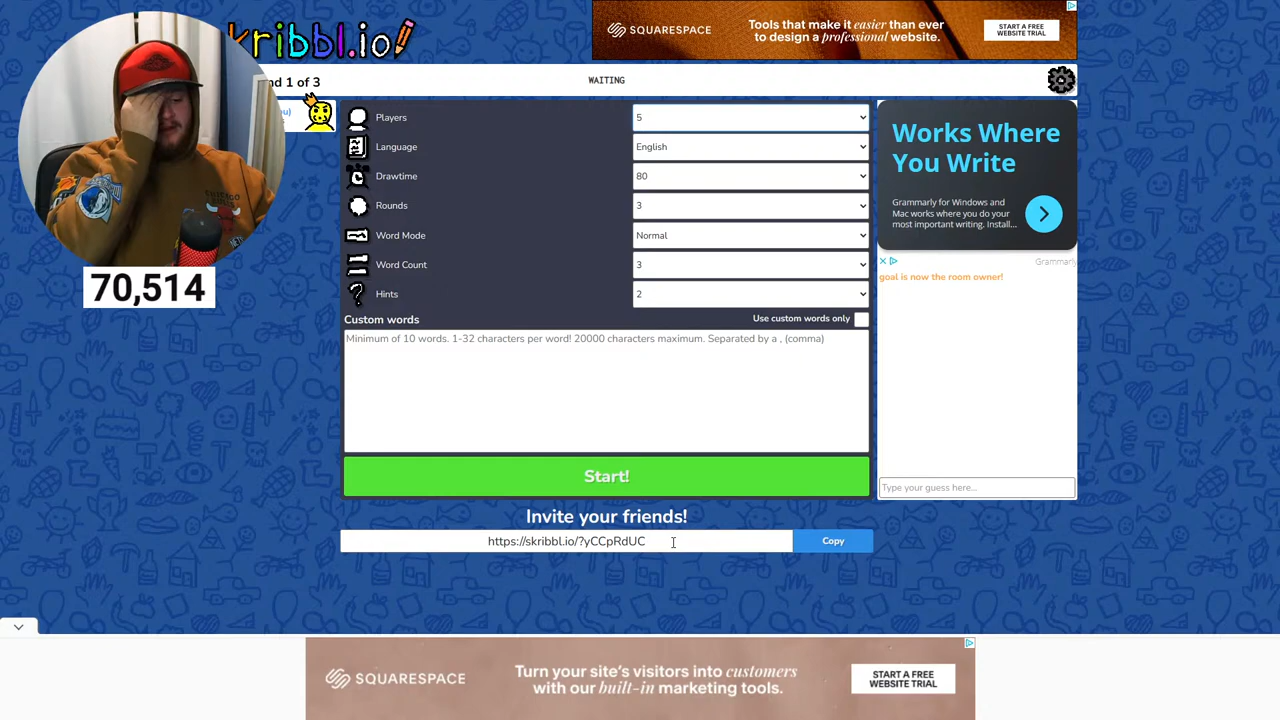 kribbl.io
SQUARESPACE
Tools that make it easier than ever
to design a professional website.
START A FREE
WEBSITE TRIAL
nd 1 of 3
WAITING
Players
5
Language
English
Drawtime
80
Rounds
3
Word Mode
Normal
Word Count
3
Hints
2
Custom words
Use custom words only
Minimum of 10 words. 1-32 characters per word! 20000 characters maximum. Separated by a , (comma)
Start!
Invite your friends!
https://skribbl.io/?yCCpRdUC
Copy
Works Where
You Write
Grammarly for Windows and
Mac works where you do your
most important writing. Install...
Grammarly
goal is now the room owner!
Type your guess here...
CHICAGO
70,514
SQUARESPACE
Turn your site's visitors into customers
with our built-in marketing tools.
START A FREE
WEBSITE TRIAL